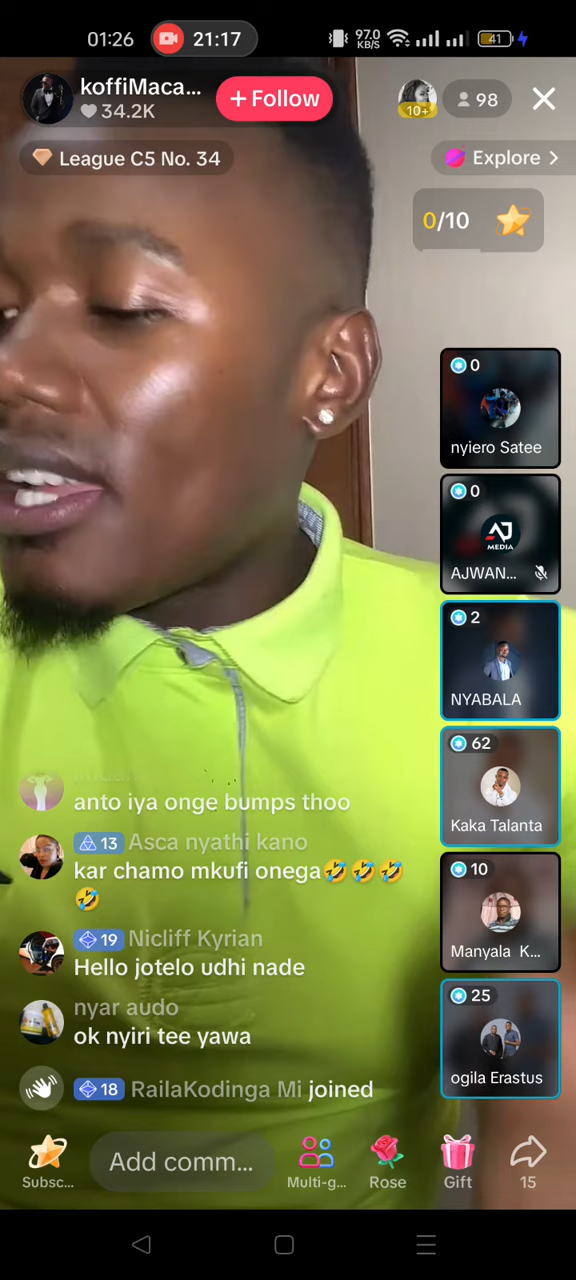 01:26
21:17
97.0
KB/S
41
koffiMaca...
34.2K
+ Follow
10+
98
League C5 No. 34
Explore >
0/10
0
nyiero Satee
0
AJ
MEDIA
AJWAN...
2
NYABALA
62
Kaka Talanta
10
Manyala K...
25
ogila Erastus
anto iya onge bumps thoo
13 Asca nyathi kano
kar chamo mkufi onega🤣🤣🤣
🤣
19 Nicliff Kyrian
Hello jotelo udhi nade
nyar audo
ok nyiri tee yawa
18 RailaKodinga Mi joined
Subsc...
Add comm...
Multi-g...
Rose
Gift
15